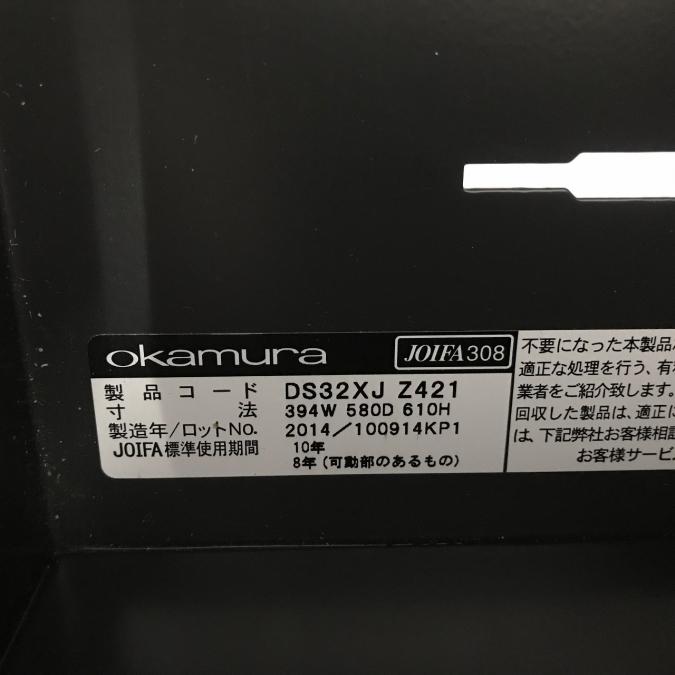 okamura JOIFA308
製品コード DS32XJ Z421
寸法 394W 580D 610H
製造年/ロットNo. 2014/100914KP1
JOIFA標準使用期間 10年
8年(可動部のあるもの)
不要になった本製品
適正な処理を行う、有
業者をご紹介致します。
回収した製品は、適正に
は、下記弊社お客様相談
お客様サービ